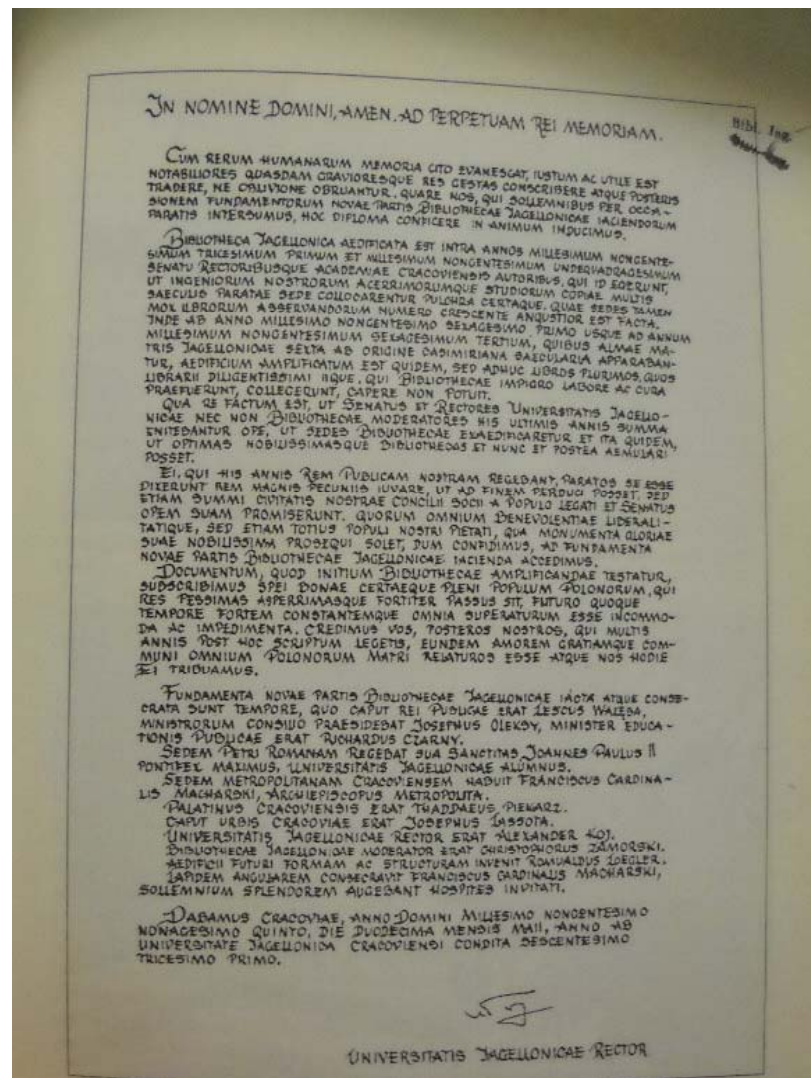 IN NOMINE DOMINI, AMEN. AD PERPETUAM REI MEMORIAM.
Bibl. Jag.
CUM RERUM HUMANARUM MEMORIA CITO EVANESCAT, IUSTUM AC UTILE EST
NOTABILIORES QUASDAM GRAVIORESQUE RES GESTAS CONSCRIBERE ATQUE POSTERIS
TRADERE, NE OBLIVIONE OBRUANTUR. QUARE NOS, QUI SOLLEMNIBUS PER OCCA-
SIONEM FUNDAMENTORUM NOVAE PARTIS BIBLIOTHECAE JAGELLONICAE IACIENDORUM
PARATIS INTERSUMUS, HOC DIPLOMA CONFICERE IN ANIMUM INDUCIMUS.
BIBLIOTHECA JAGELLONICA AEDIFICATA EST INTRA ANNOS MILLESIMUM NONGENTE-
SIMUM TRICESIMUM PRIMUM ET MILLESIMUM NONGENTESIMUM UNDEQUADRAGESIMUM
SENATU RECTORIBUSQUE ACADEMIAE CRACOVIENSIS AUTORIBUS, QUI ID EGERUNT,
UT INGENIORUM NOSTRORUM ACERRIMORUMQUE STUDIORUM COPIAE MULTIS
SAECULIS PARATAE SEDE COLLOCARENTUR PULCHRA CERTAQUE. QUAE SEDES TAMEN
MOX LIBRORUM ASSERVANDORUM NUMERO CRESCENTE ANGUSTIOR EST FACTA.
INDE AB ANNO MILLESIMO NONGENTESIMO SEXAGESIMO PRIMO USQUE AD ANNUM
MILLESIMUM NONGENTESIMUM SEXAGESIMUM TERTIUM, QUIBUS ALMAE MA-
TRIS JAGELLONICAE SEXTA AB ORIGINE CASIMIRIANA SAECULARIA APPARABAN-
TUR, AEDIFICIUM AMPLIFICATUM EST QUIDEM, SED ADHUC LIBROS PLURIMOS, QUOS
LIBRARII DILIGENTISSIMI IIQUE, QUI BIBLIOTHECAE IMPIGRO LABORE AC CURA
PRAEFUERUNT, COLLEGERUNT, CAPERE NON POTUIT.
QUA RE FACTUM EST, UT SENATUS ET RECTORES UNIVERSITATIS JAGELLO-
NICAE NEC NON BIBLIOTHECAE MODERATORES HIS ULTIMIS ANNIS SUMMA
ENITEBANTUR OPE, UT SEDES BIBLIOTHECAE EXAEDIFICARETUR ET ITA QUIDEM,
UT OPTIMAS NOBILISSIMASQUE BIBLIOTHECAS ET NUNC ET POSTEA AEMULARI
POSSET.
EI, QUI HIS ANNIS REM PUBLICAM NOSTRAM REGEBANT, PARATOS SE ESSE
DIXERUNT REM MAGNIS PECUNIIS IUVARE, UT AD FINEM PERDUCI POSSET, SED
ETIAM SUMMI CIVITATIS NOSTRAE CONCILII SOCII A POPULO LEGATI ET SENATUS
OPEM SUAM PROMISERUNT. QUORUM OMNIUM BENEVOLENTIAE LIBERALI-
TATIQUE, SED ETIAM TOTIUS POPULI NOSTRI PIETATI, QUA MONUMENTA GLORIAE
SUAE NOBILISSIMA PROSEQUI SOLET, DUM CONFIDIMUS, AD FUNDAMENTA
NOVAE PARTIS BIBLIOTHECAE JAGELLONICAE IACIENDA ACCEDIMUS.
DOCUMENTUM, QUOD INITIUM BIBLIOTHECAE AMPLIFICANDAE TESTATUR,
SUBSCRIBIMUS SPEI BONAE CERTAEQUE PLENI POPULUM POLONORUM, QUI
RES PESSIMAS ASPERRIMASQUE FORTITER PASSUS SIT, FUTURO QUOQUE
TEMPORE FORTEM CONSTANTEMQUE OMNIA SUPERATURUM ESSE INCOMMO-
DA AC IMPEDIMENTA. CREDIMUS VOS, POSTEROS NOSTROS, QUI MULTIS
ANNIS POST HOC SCRIPTUM LEGETIS, EUNDEM AMOREM GRATIAMQUE COM-
MUNI OMNIUM POLONORUM MATRI RELATUROS ESSE ATQUE NOS HODIE
EI TRIBUAMUS.
FUNDAMENTA NOVAE PARTIS BIBLIOTHECAE JAGELLONICAE IACTA ATQUE CONSE-
CRATA SUNT TEMPORE, QUO CAPUT REI PUBLICAE ERAT LESCUS WAŁĘSA,
MINISTRORUM CONSILIO PRAESIDEBAT JOSEPHUS OLEKSY, MINISTER EDUCA-
TIONIS PUBLICAE ERAT RICHARDUS CZARNY.
SEDEM PETRI ROMANAM REGEBAT SUA SANCTITAS JOANNES PAULUS II
PONTIFEX MAXIMUS, UNIVERSITATIS JAGELLONICAE ALUMNUS.
SEDEM METROPOLITANAM CRACOVIENSEM HABUIT FRANCISCUS CARDINA-
LIS MACHARSKI, ARCHIEPISCOPUS METROPOLITA.
PALATINUS CRACOVIENSIS ERAT THADDAEUS PIEKARZ.
CAPUT URBIS CRACOVIAE ERAT JOSEPHUS LASSOTA.
UNIVERSITATIS JAGELLONICAE RECTOR ERAT ALEXANDER KOJ.
BIBLIOTHECAE JAGELLONICAE MODERATOR ERAT CHRISTOPHORUS ZAMORSKI.
AEDIFICII FUTURI FORMAM AC STRUCTURAM INVENIT ROMUALDUS LOEGLER.
LAPIDEM ANGULAREM CONSECRAVIT FRANCISCUS CARDINALIS MACHARSKI,
SOLLEMNIUM SPLENDOREM AUGEBANT HOSPITES INVITATI.
DABAMUS CRACOVIAE, ANNO DOMINI MILLESIMO NONGENTESIMO
NONAGESIMO QUINTO, DIE DUODECIMA MENSIS MAII, ANNO AB
UNIVERSITATE JAGELLONICA CRACOVIENSI CONDITA SESCENTESIMO
TRICESIMO PRIMO.
UNIVERSITATIS JAGELLONICAE RECTOR